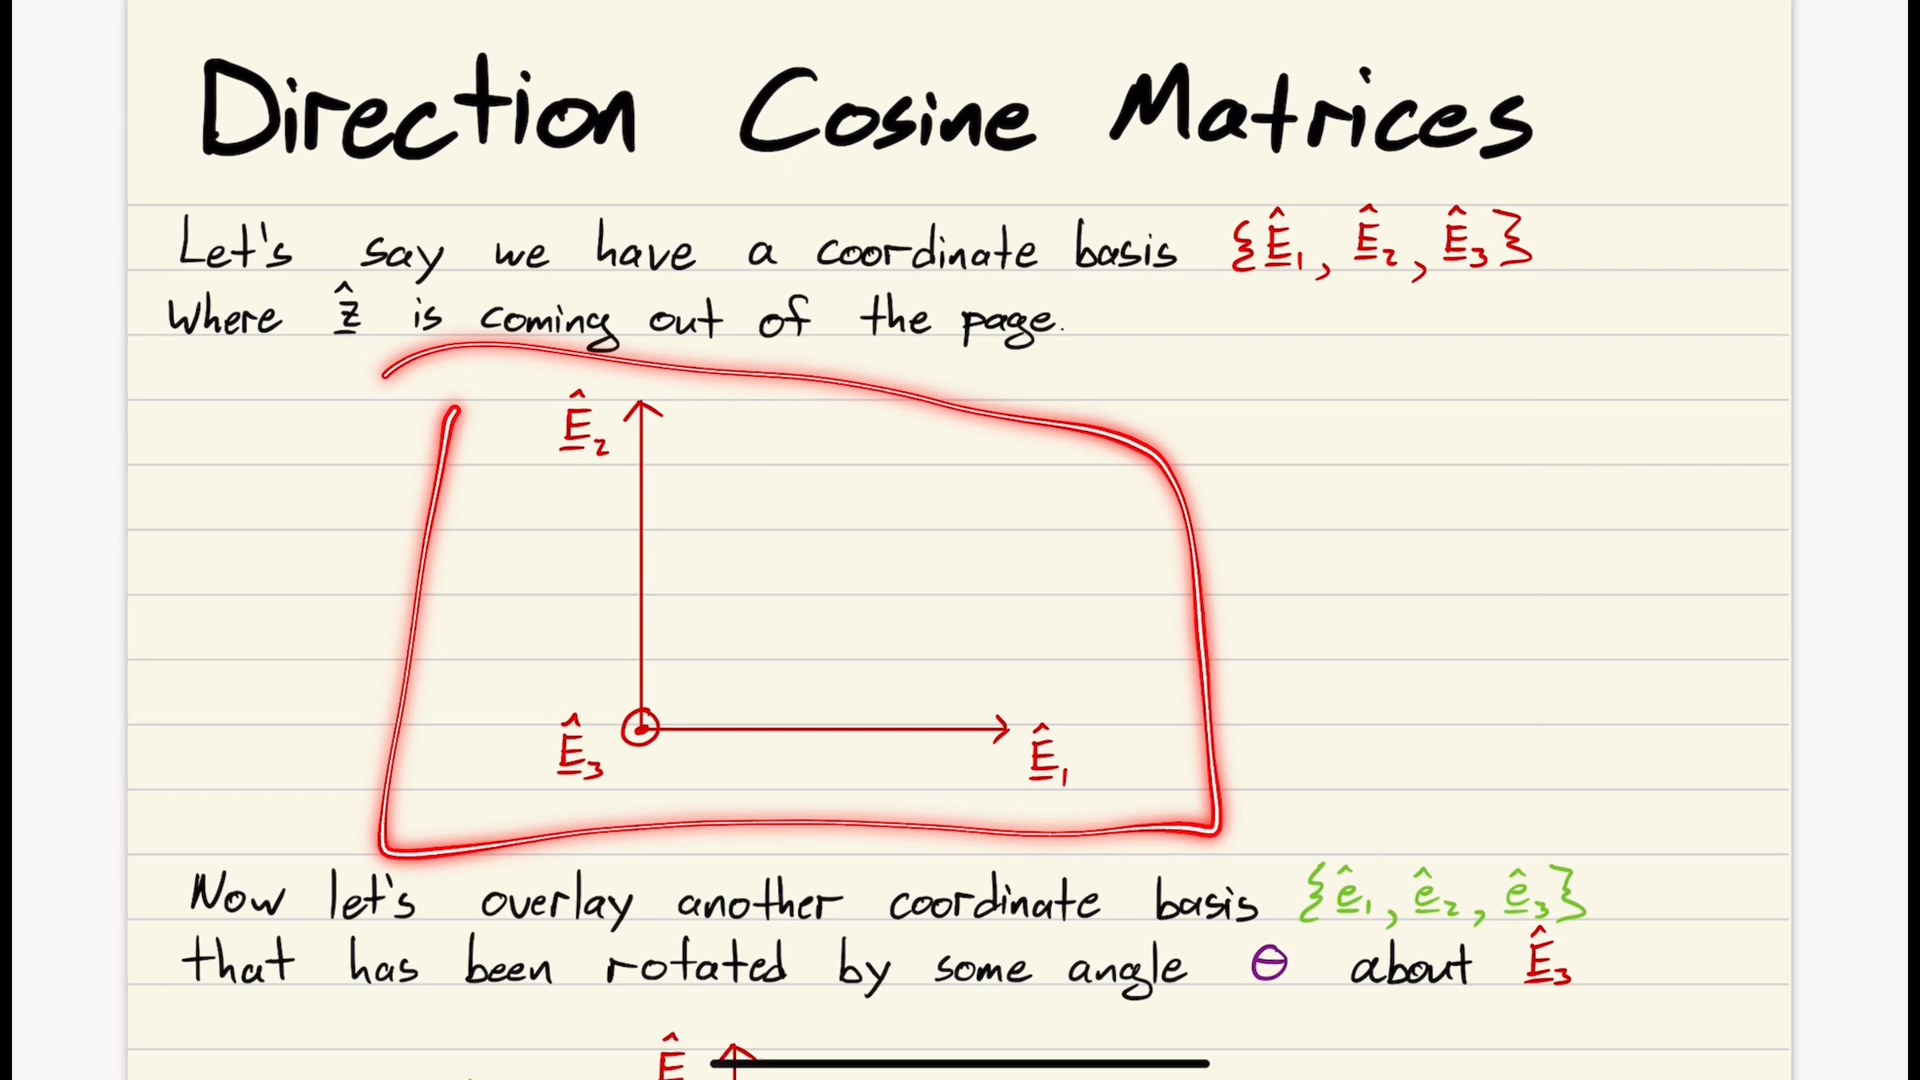 Direction Cosine Matrices
Let's say we have a coordinate basis {Ê₁, Ê₂, Ê₃}
where ẑ is coming out of the page.
Ê₂
Ê₃
Ê₁
Now let's overlay another coordinate basis {ê₁, ê₂, ê₃}
that has been rotated by some angle θ about Ê₃
Ê